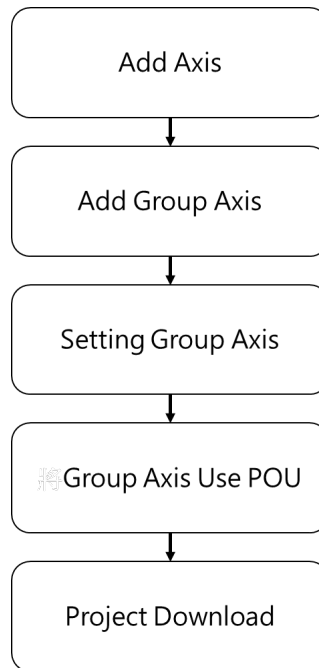 Add Axis
Add Group Axis
Setting Group Axis
將Group Axis Use POU
Project Download